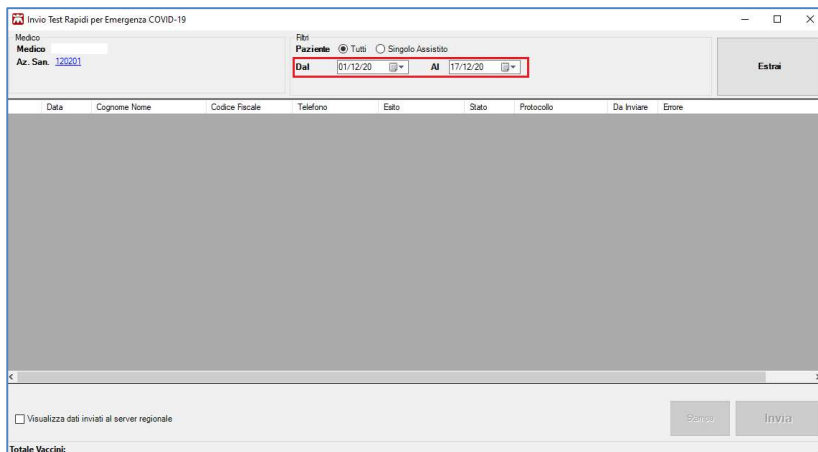 Invio Test Rapidi per Emergenza COVID-19
Medico
Medico
Az. San. 120201
Filtri
Paziente Tutti Singolo Assistito
Dal 01/12/20 Al 17/12/20
Estrai
Data Cognome Nome Codice Fiscale Telefono Esito Stato Protocollo Da Inviare Errore
Visualizza dati inviati al server regionale
Stampa Invia
Totale Vaccini: